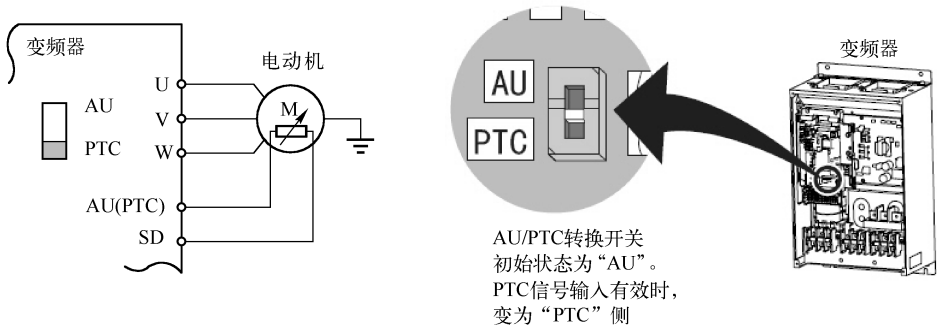 变频器
电动机
AU
PTC
U
V
W
M
AU(PTC)
SD
AU
PTC
变频器
AU/PTC转换开关
初始状态为“AU”。
PTC信号输入有效时，
变为“PTC”侧